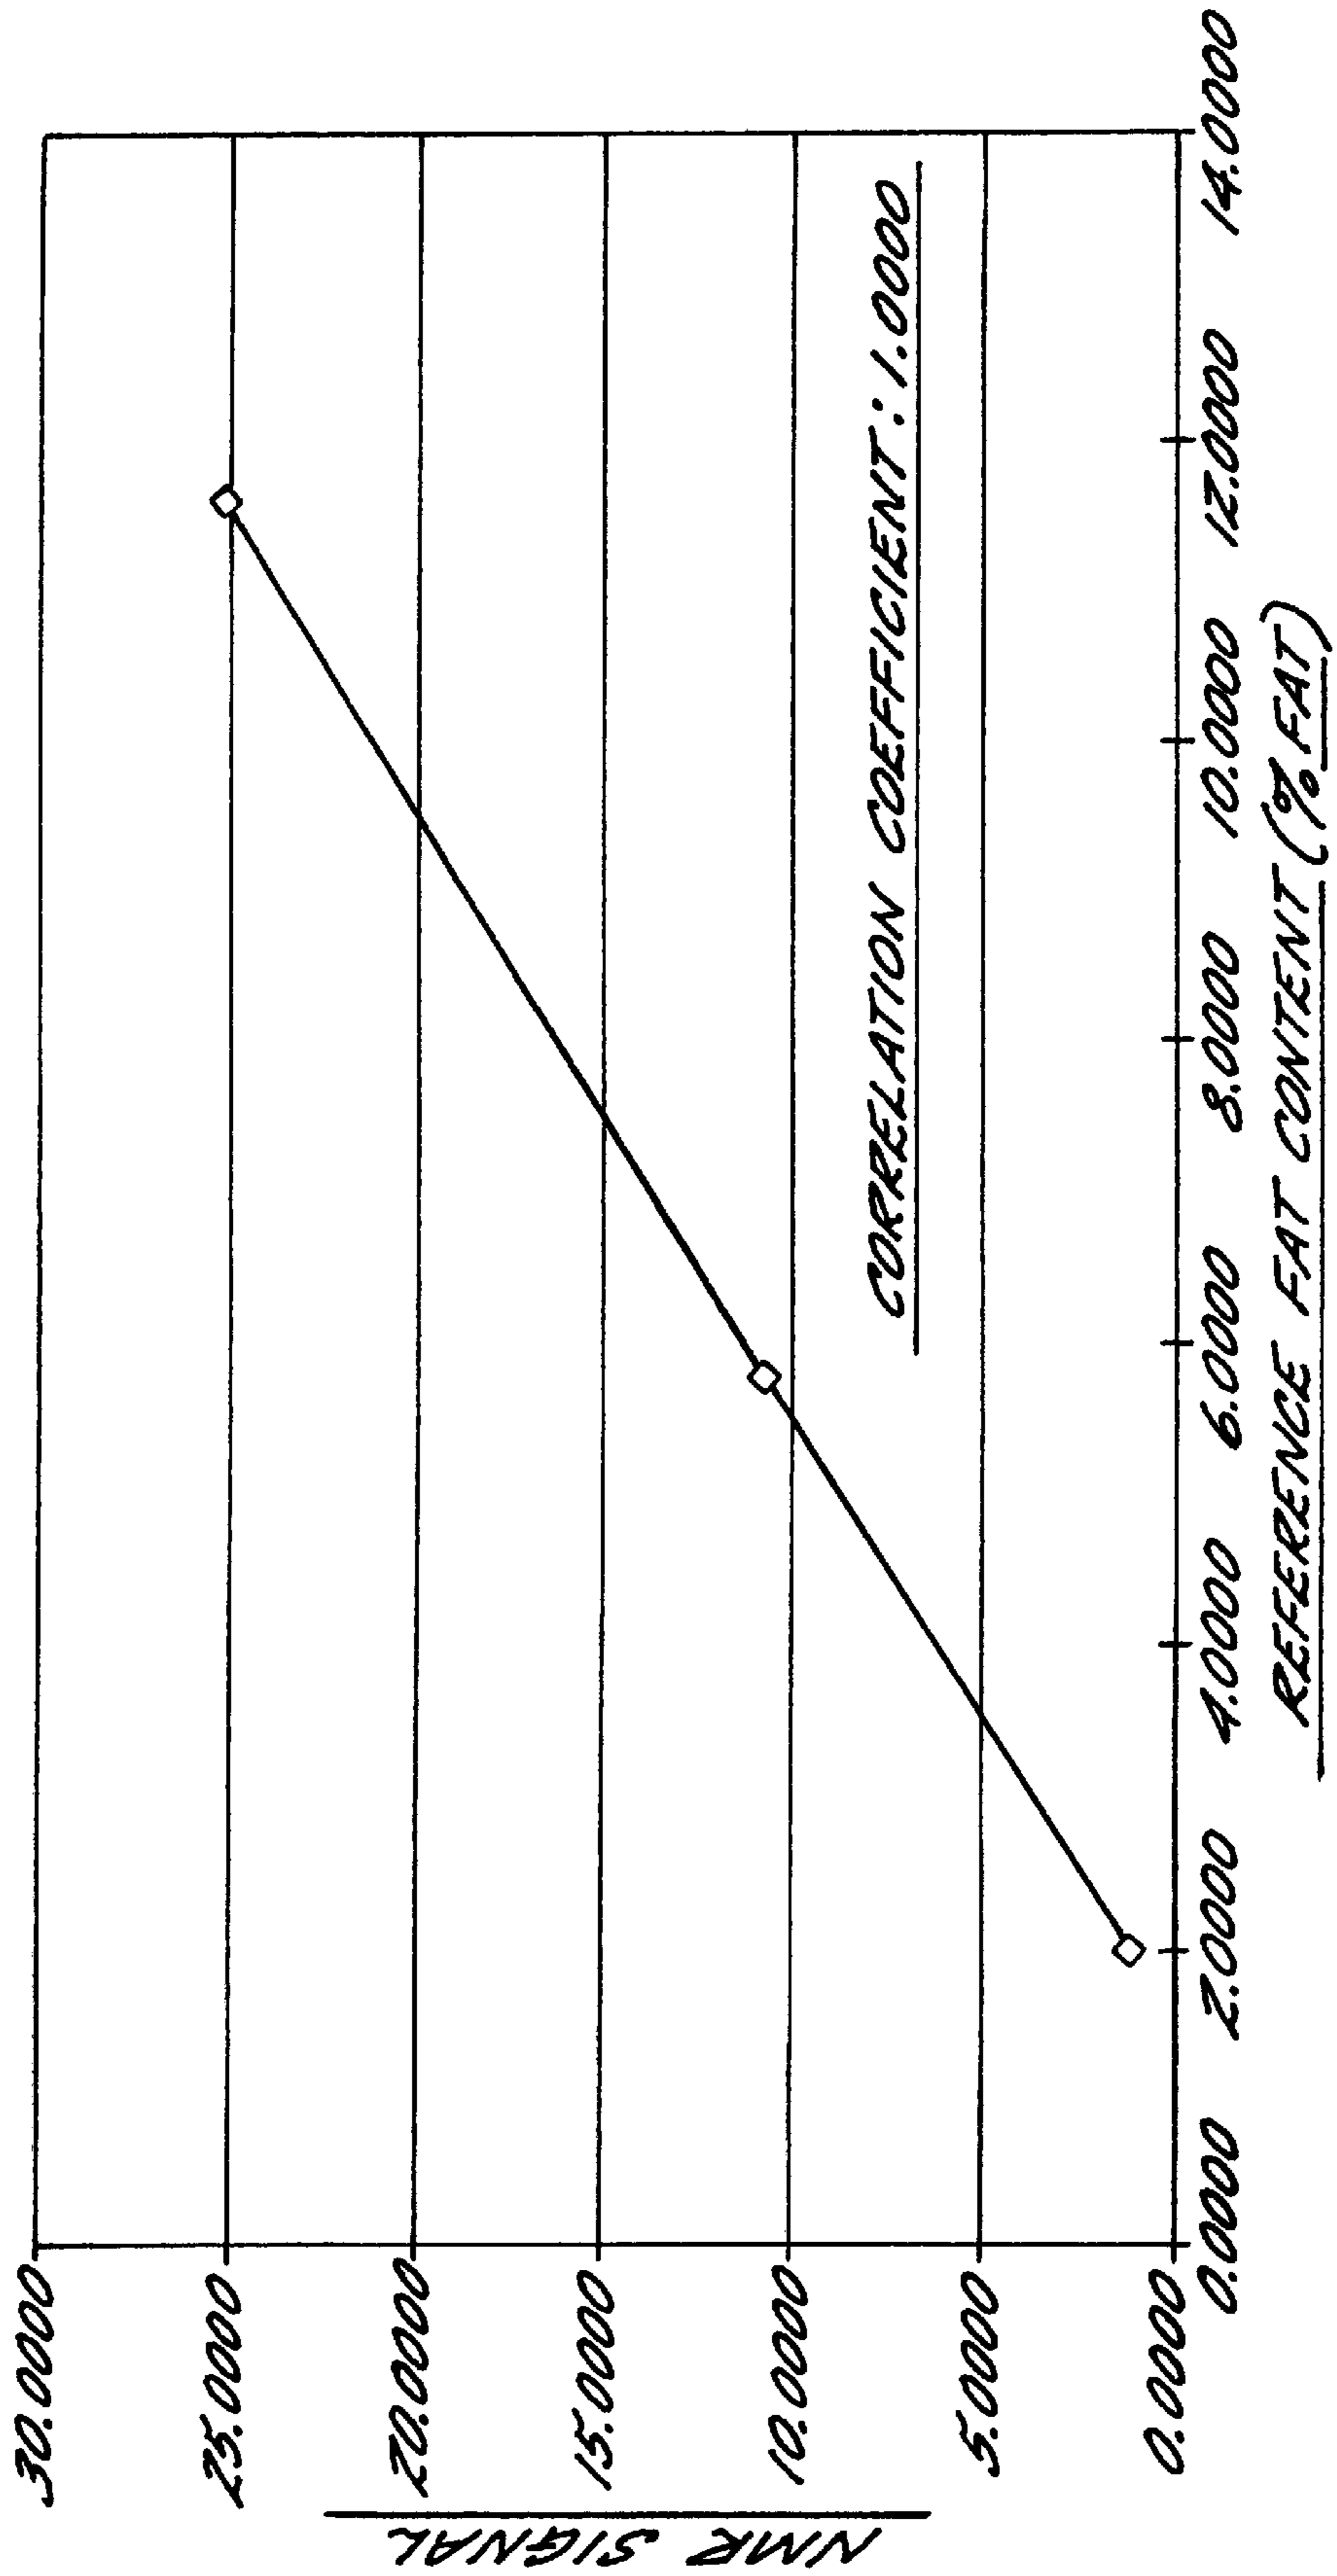 NMR SIGNAL
30.0000
25.0000
20.0000
15.0000
10.0000
5.0000
0.0000
CORRELATION COEFFICIENT: 1.0000
0.0000 2.0000 4.0000 6.0000 8.0000 10.0000 12.0000 14.0000
REFERENCE FAT CONTENT (% FAT)